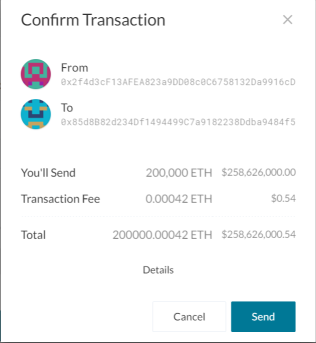 Confirm Transaction
From
0x2f4d3cF13AFEA823a9DD08c0C6758132Da9916cD
To
0x85d8B82d234Df1494499C7a9182238Ddba9484f5
You'll Send 200,000 ETH $258,626,000.00
Transaction Fee 0.00042 ETH $0.54
Total 200000.00042 ETH $258,626,000.54
Details
Cancel Send